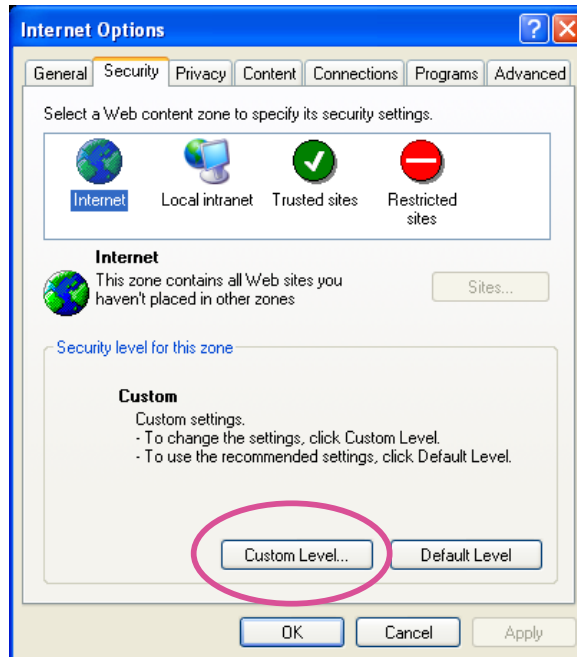 Internet Options
General Security Privacy Content Connections Programs Advanced
Select a Web content zone to specify its security settings.
Internet Local intranet Trusted sites Restricted
sites
Internet
This zone contains all Web sites you
haven't placed in other zones
Sites...
Security level for this zone
Custom
Custom settings.
- To change the settings, click Custom Level.
- To use the recommended settings, click Default Level.
Custom Level... Default Level
OK Cancel Apply